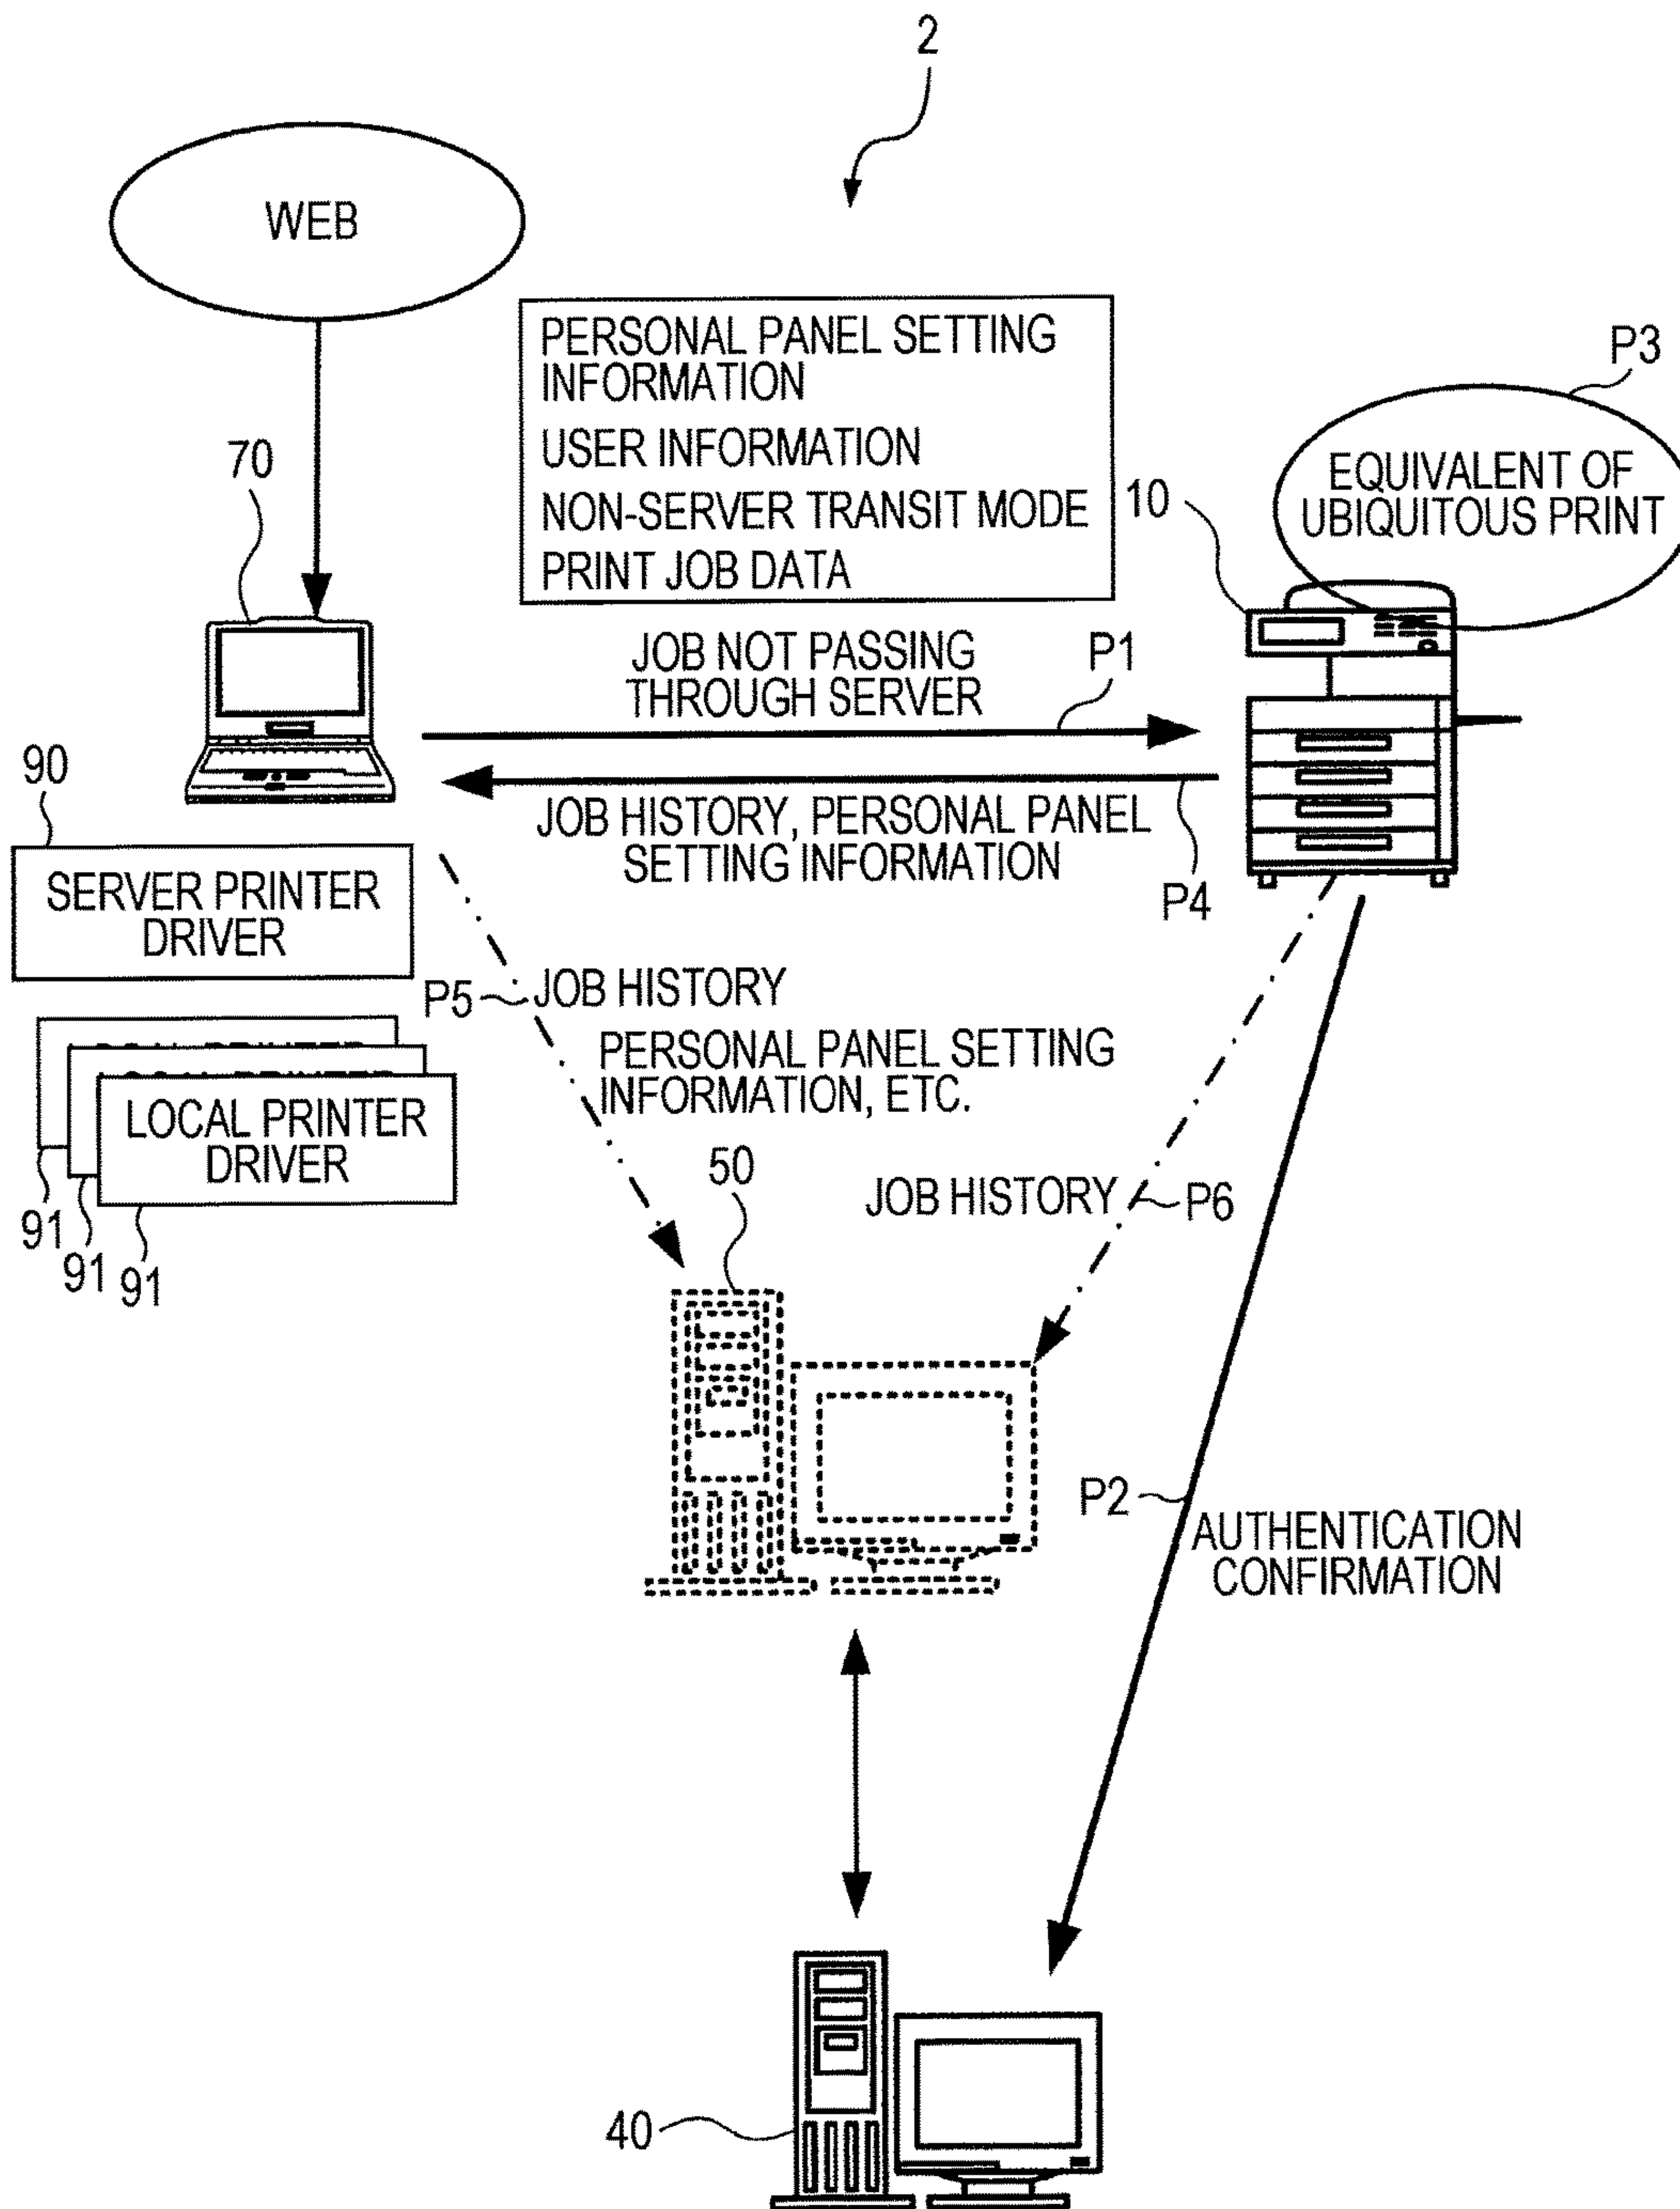 2
WEB
PERSONAL PANEL SETTING
INFORMATION
USER INFORMATION
NON-SERVER TRANSIT MODE
PRINT JOB DATA
P3
EQUIVALENT OF
UBIQUITOUS PRINT
70
10
JOB NOT PASSING
THROUGH SERVER
P1
JOB HISTORY, PERSONAL PANEL
SETTING INFORMATION
P4
90
SERVER PRINTER
DRIVER
P5
JOB HISTORY
PERSONAL PANEL SETTING
INFORMATION, ETC.
LOCAL PRINTER
DRIVER
91
91
91
50
JOB HISTORY
P6
P2
AUTHENTICATION
CONFIRMATION
40